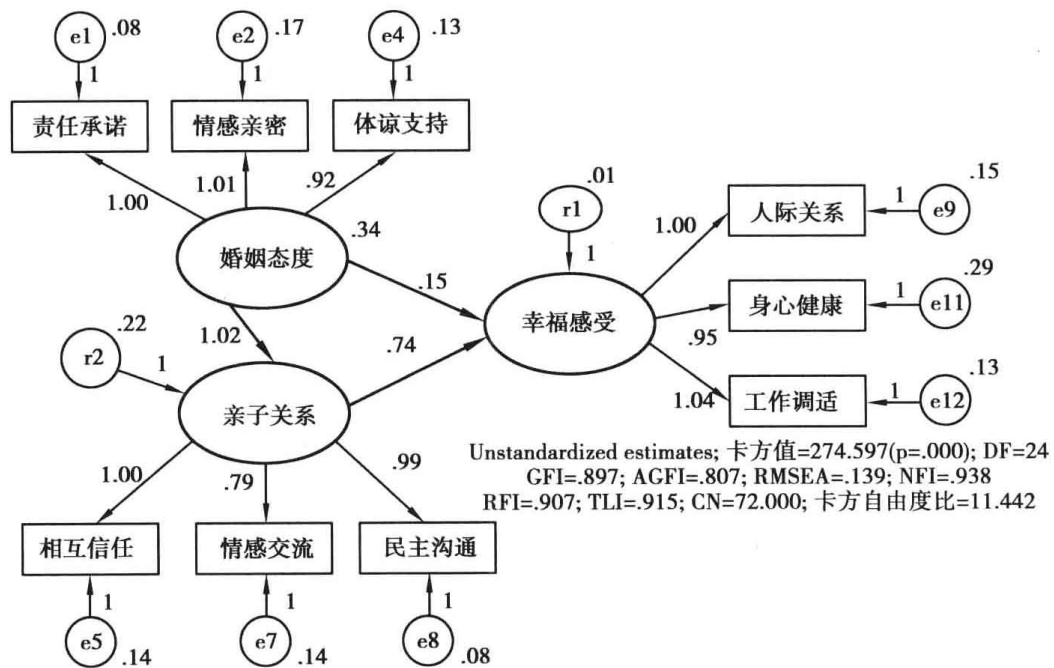 e1 .08
e2 .17
e4 .13
1
1
1
责任承诺
情感亲密
体谅支持
1.00
1.01
.92
婚姻态度
.34
.01
r1
1
.15
幸福感受
1.00
人际关系
1
e9
.15
.95
身心健康
1
e11
.29
1.04
工作调适
1
e12
.13
r2
.22
1
1.02
.74
亲子关系
Unstandardized estimates; 卡方值=274.597(p=.000); DF=24
GFI=.897; AGFI=.807; RMSEA=.139; NFI=.938
RFI=.907; TLI=.915; CN=72.000; 卡方自由度比=11.442
1.00
.79
.99
相互信任
情感交流
民主沟通
1
1
1
e5 .14
e7 .14
e8 .08